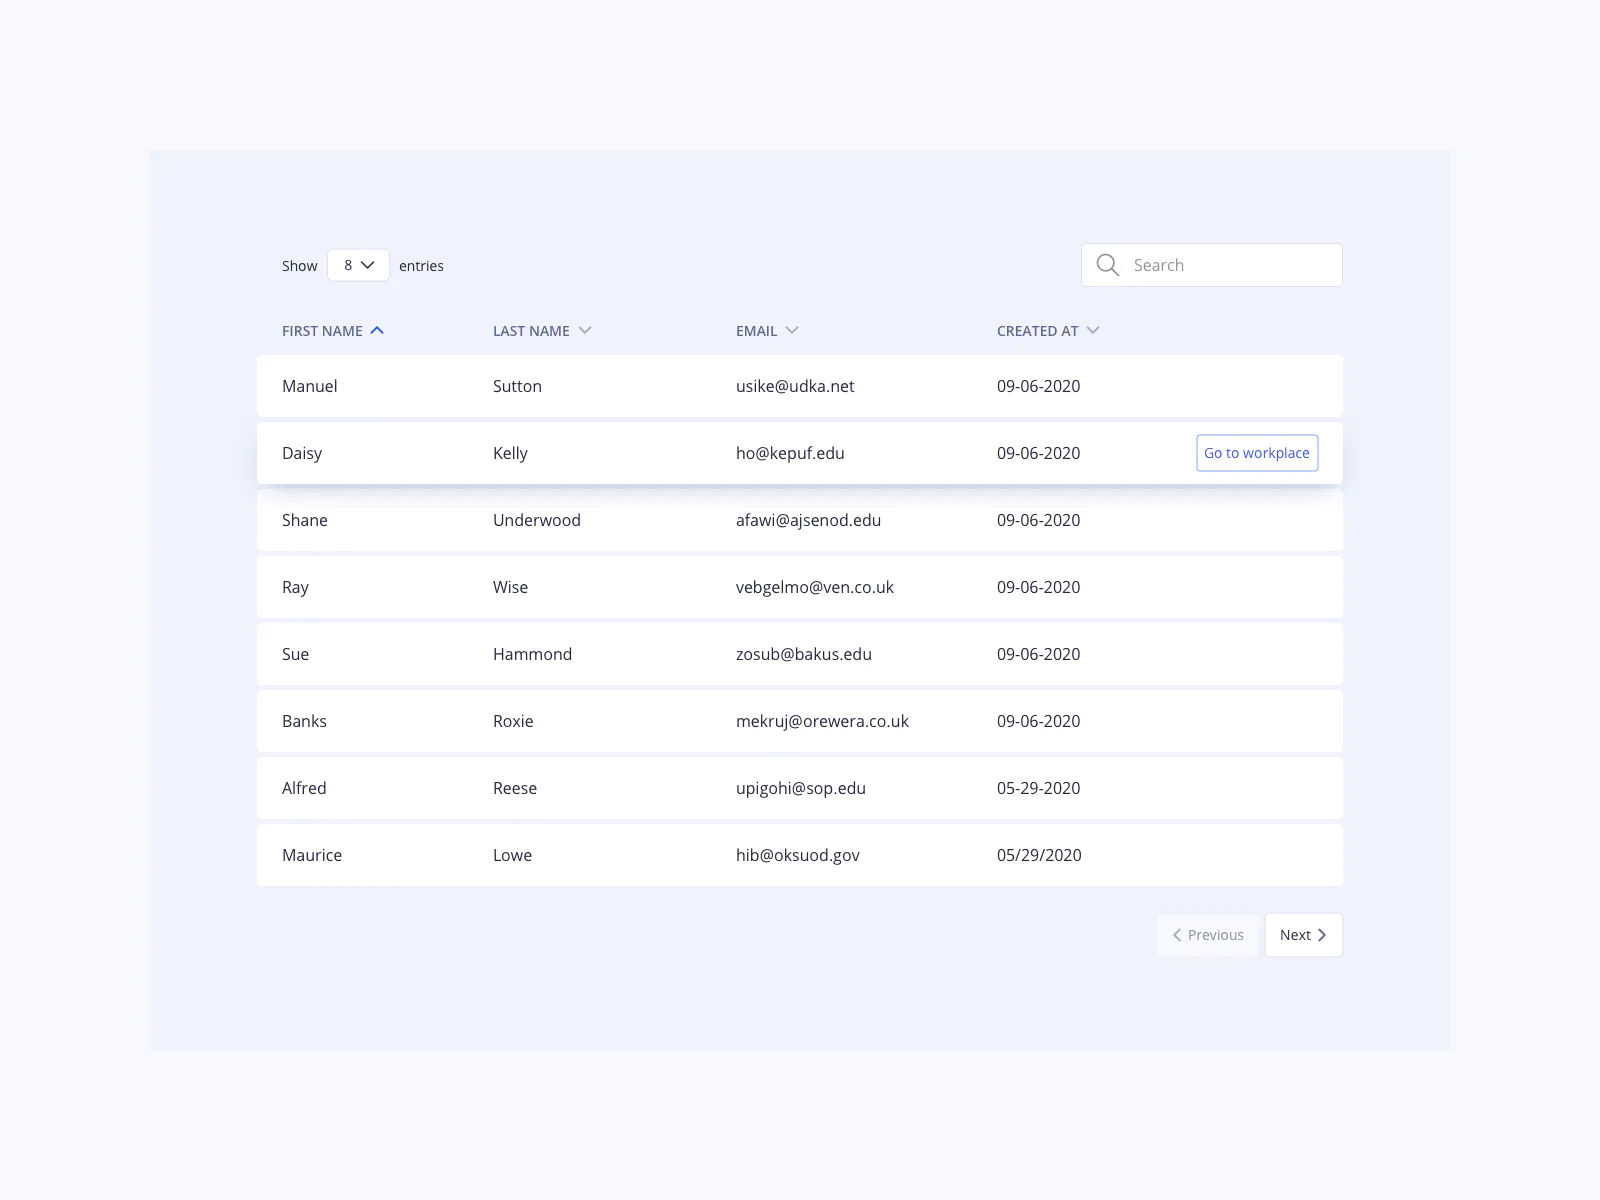 Show 8 entries Search
FIRST NAME LAST NAME EMAIL CREATED AT
Manuel Sutton usike@udka.net 09-06-2020
Daisy Kelly ho@kepuf.edu 09-06-2020 Go to workplace
Shane Underwood afawi@ajsenod.edu 09-06-2020
Ray Wise vebgelmo@ven.co.uk 09-06-2020
Sue Hammond zosub@bakus.edu 09-06-2020
Banks Roxie mekruj@orewera.co.uk 09-06-2020
Alfred Reese upigohi@sop.edu 05-29-2020
Maurice Lowe hib@oksuod.gov 05/29/2020
Previous Next